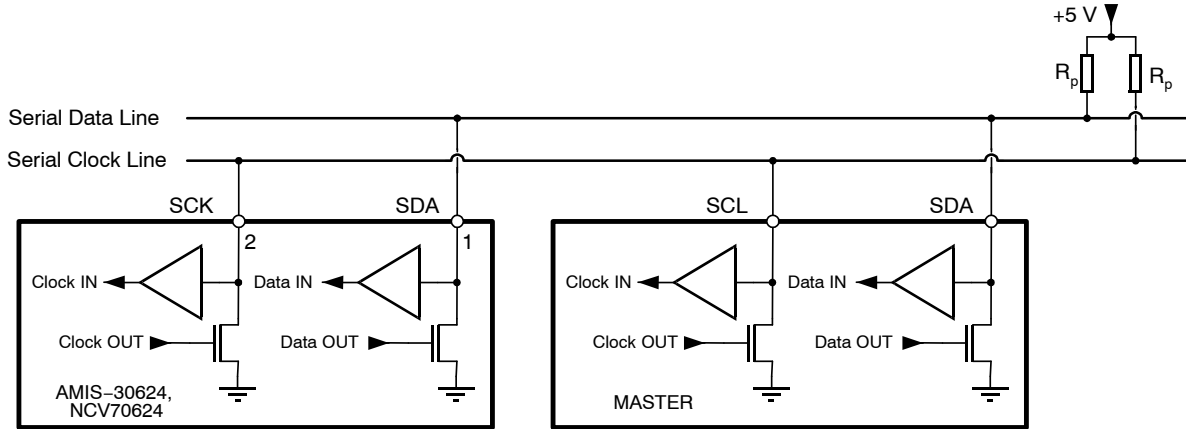 +5 V
Rp Rp
Serial Data Line
Serial Clock Line
SCK SDA SCL SDA
2 1
Clock IN Data IN Clock IN Data IN
Clock OUT Data OUT Clock OUT Data OUT
AMIS−30624,
NCV70624
MASTER